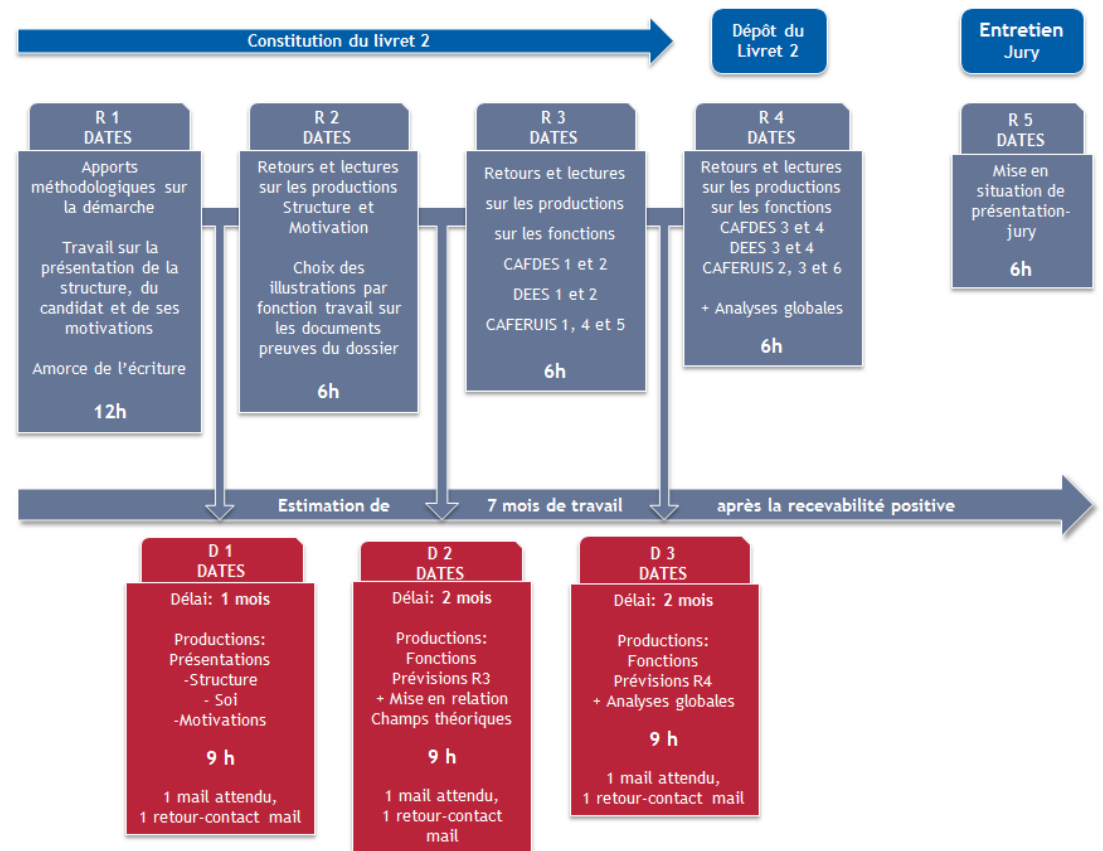 Constitution du livret 2
Dépôt du
Livret 2
Entretien
Jury
R 1
DATES
Apports
méthodologiques sur
la démarche
Travail sur la
présentation de la
structure, du
candidat et de ses
motivations
Amorce de l'écriture
12h
R 2
DATES
Retours et lectures
sur les productions
Structure et
Motivation
Choix des
illustrations par
fonction travail sur
les documents
preuves du dossier
6h
R 3
DATES
Retours et lectures
sur les productions
sur les fonctions
CAFDES 1 et 2
DEES 1 et 2
CAFERUIS 1, 4 et 5
6h
R 4
DATES
Retours et lectures
sur les productions
sur les fonctions
CAFDES 3 et 4
DEES 3 et 4
CAFERUIS 2, 3 et 6
+ Analyses globales
6h
R 5
DATES
Mise en
situation de
présentation-
jury
6h
Estimation de 7 mois de travail après la recevabilité positive
D 1
DATES
Délai: 1 mois
Productions:
Présentations
-Structure
- Soi
-Motivations
9 h
1 mail attendu,
1 retour-contact mail
D 2
DATES
Délai: 2 mois
Productions:
Fonctions
Prévisions R3
+ Mise en relation
Champs théoriques
9 h
1 mail attendu,
1 retour-contact
mail
D 3
DATES
Délai: 2 mois
Productions:
Fonctions
Prévisions R4
+ Analyses globales
9 h
1 mail attendu,
1 retour-contact mail